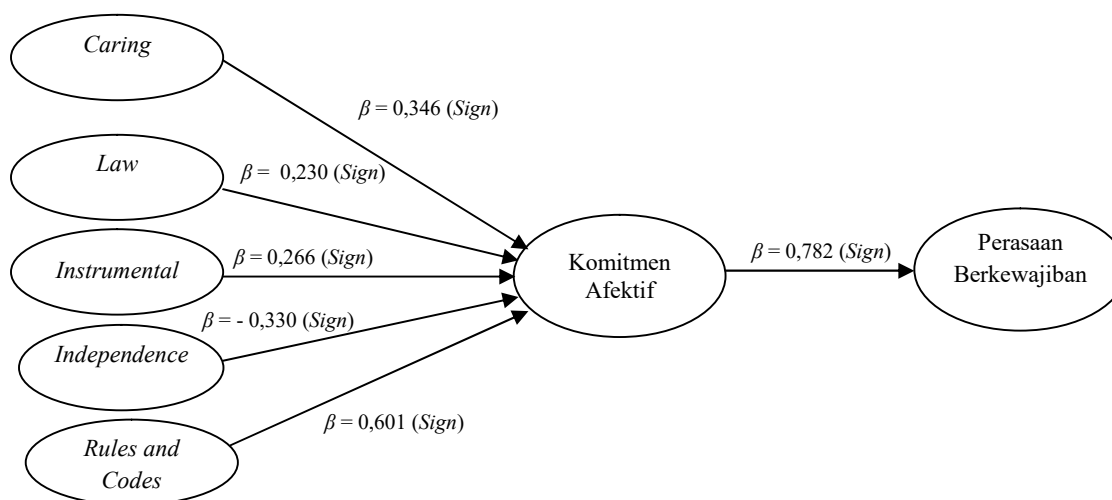 Caring
β = 0,346 (Sign)
Law
β = 0,230 (Sign)
Instrumental
β = 0,266 (Sign)
Komitmen
Afektif
β = 0,782 (Sign)
Perasaan
Berkewajiban
β = - 0,330 (Sign)
Independence
β = 0,601 (Sign)
Rules and
Codes